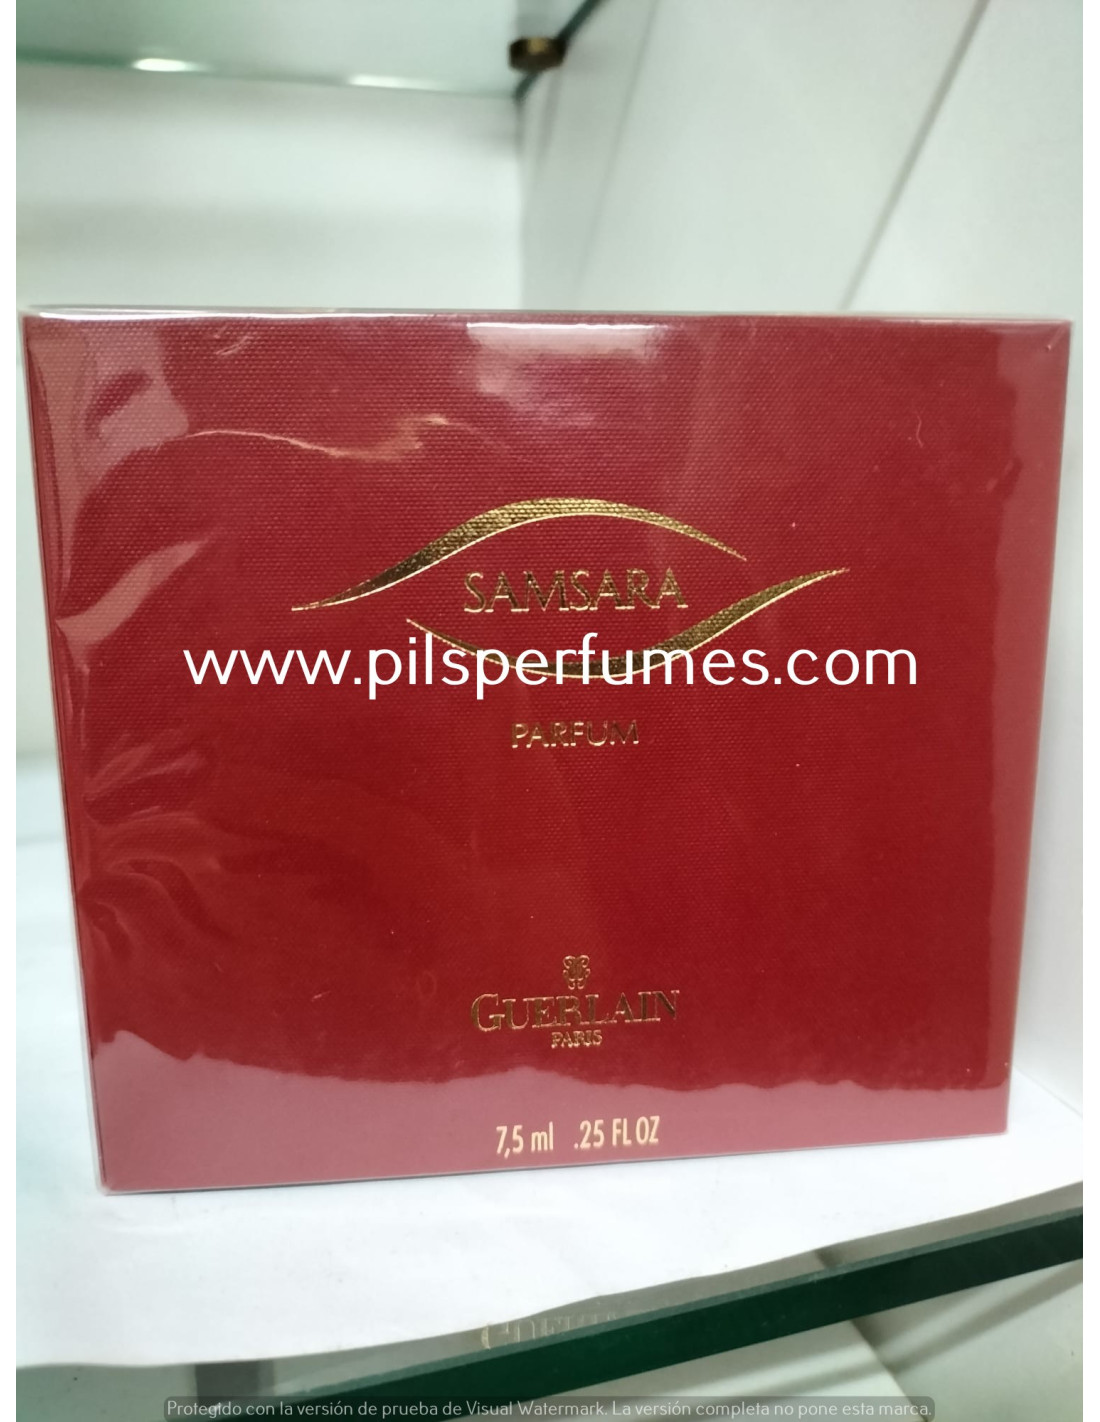 SAMSARA
www.pilsperfumes.com
PARFUM
GUERLAIN
PARIS
7,5 ml .25 FL OZ
Protegido con la versión de prueba de Visual Watermark. La versión completa no pone esta marca.